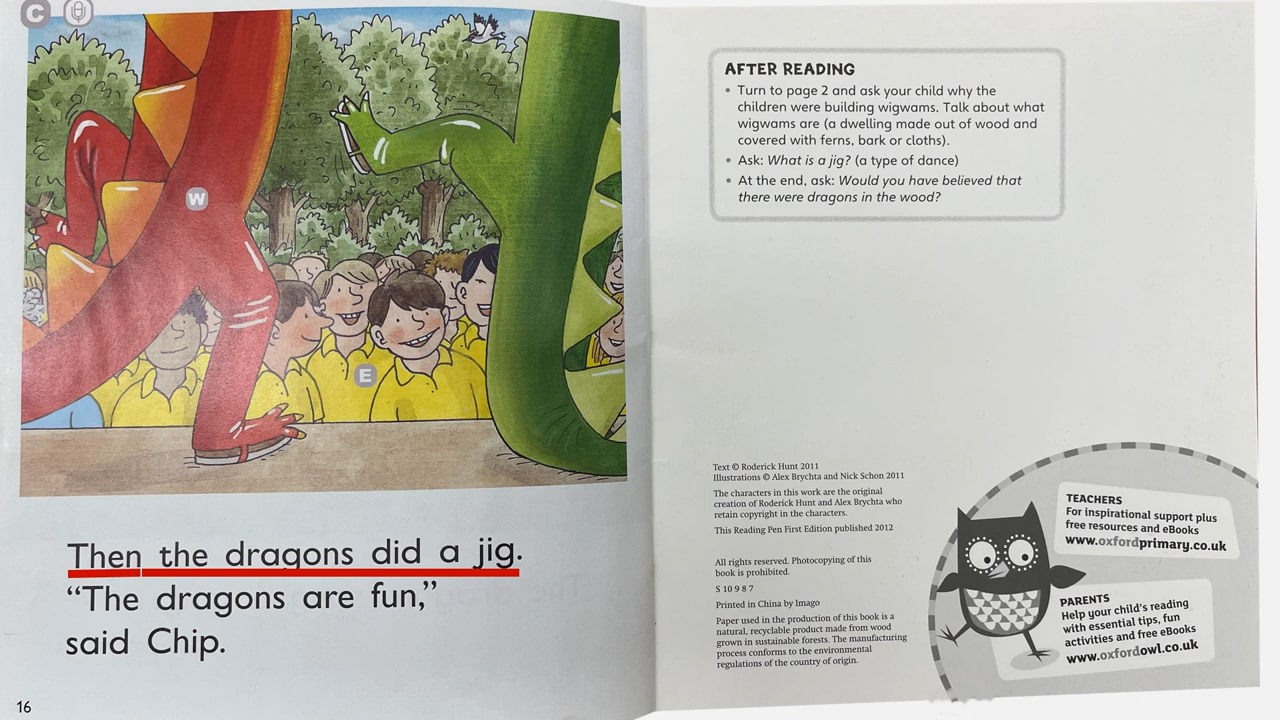 C
W
E
Then the dragons did a jig.
“The dragons are fun,”
said Chip.
16
AFTER READING
• Turn to page 2 and ask your child why the
children were building wigwams. Talk about what
wigwams are (a dwelling made out of wood and
covered with ferns, bark or cloths).
• Ask: What is a jig? (a type of dance)
• At the end, ask: Would you have believed that
there were dragons in the wood?
Text © Roderick Hunt 2011
Illustrations © Alex Brychta and Nick Schon 2011
The characters in this work are the original
creation of Roderick Hunt and Alex Brychta who
retain copyright in the characters.
This Reading Pen First Edition published 2012
All rights reserved. Photocopying of this
book is prohibited.
S 10 9 8 7
Printed in China by Imago
Paper used in the production of this book is a
natural, recyclable product made from wood
grown in sustainable forests. The manufacturing
process conforms to the environmental
regulations of the country of origin.
TEACHERS
For inspirational support plus
free resources and eBooks
www.oxfordprimary.co.uk
PARENTS
Help your child's reading
with essential tips, fun
activities and free eBooks
www.oxfordowl.co.uk